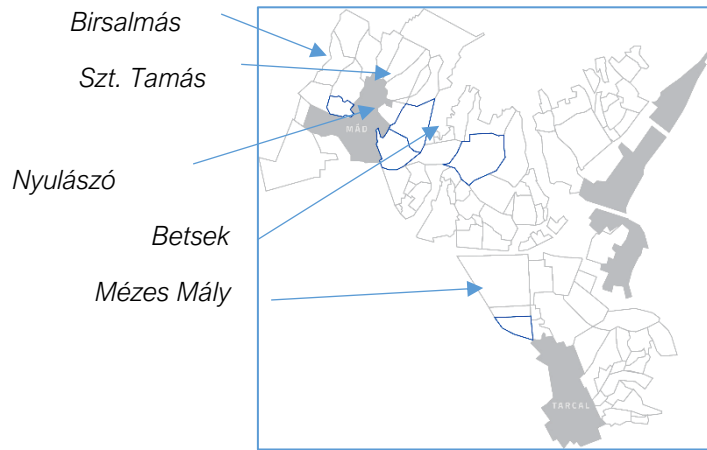 Birsalmás
Szt. Tamás
MÁD
Nyulászó
Betsek
Mézes Mály
TARCAL